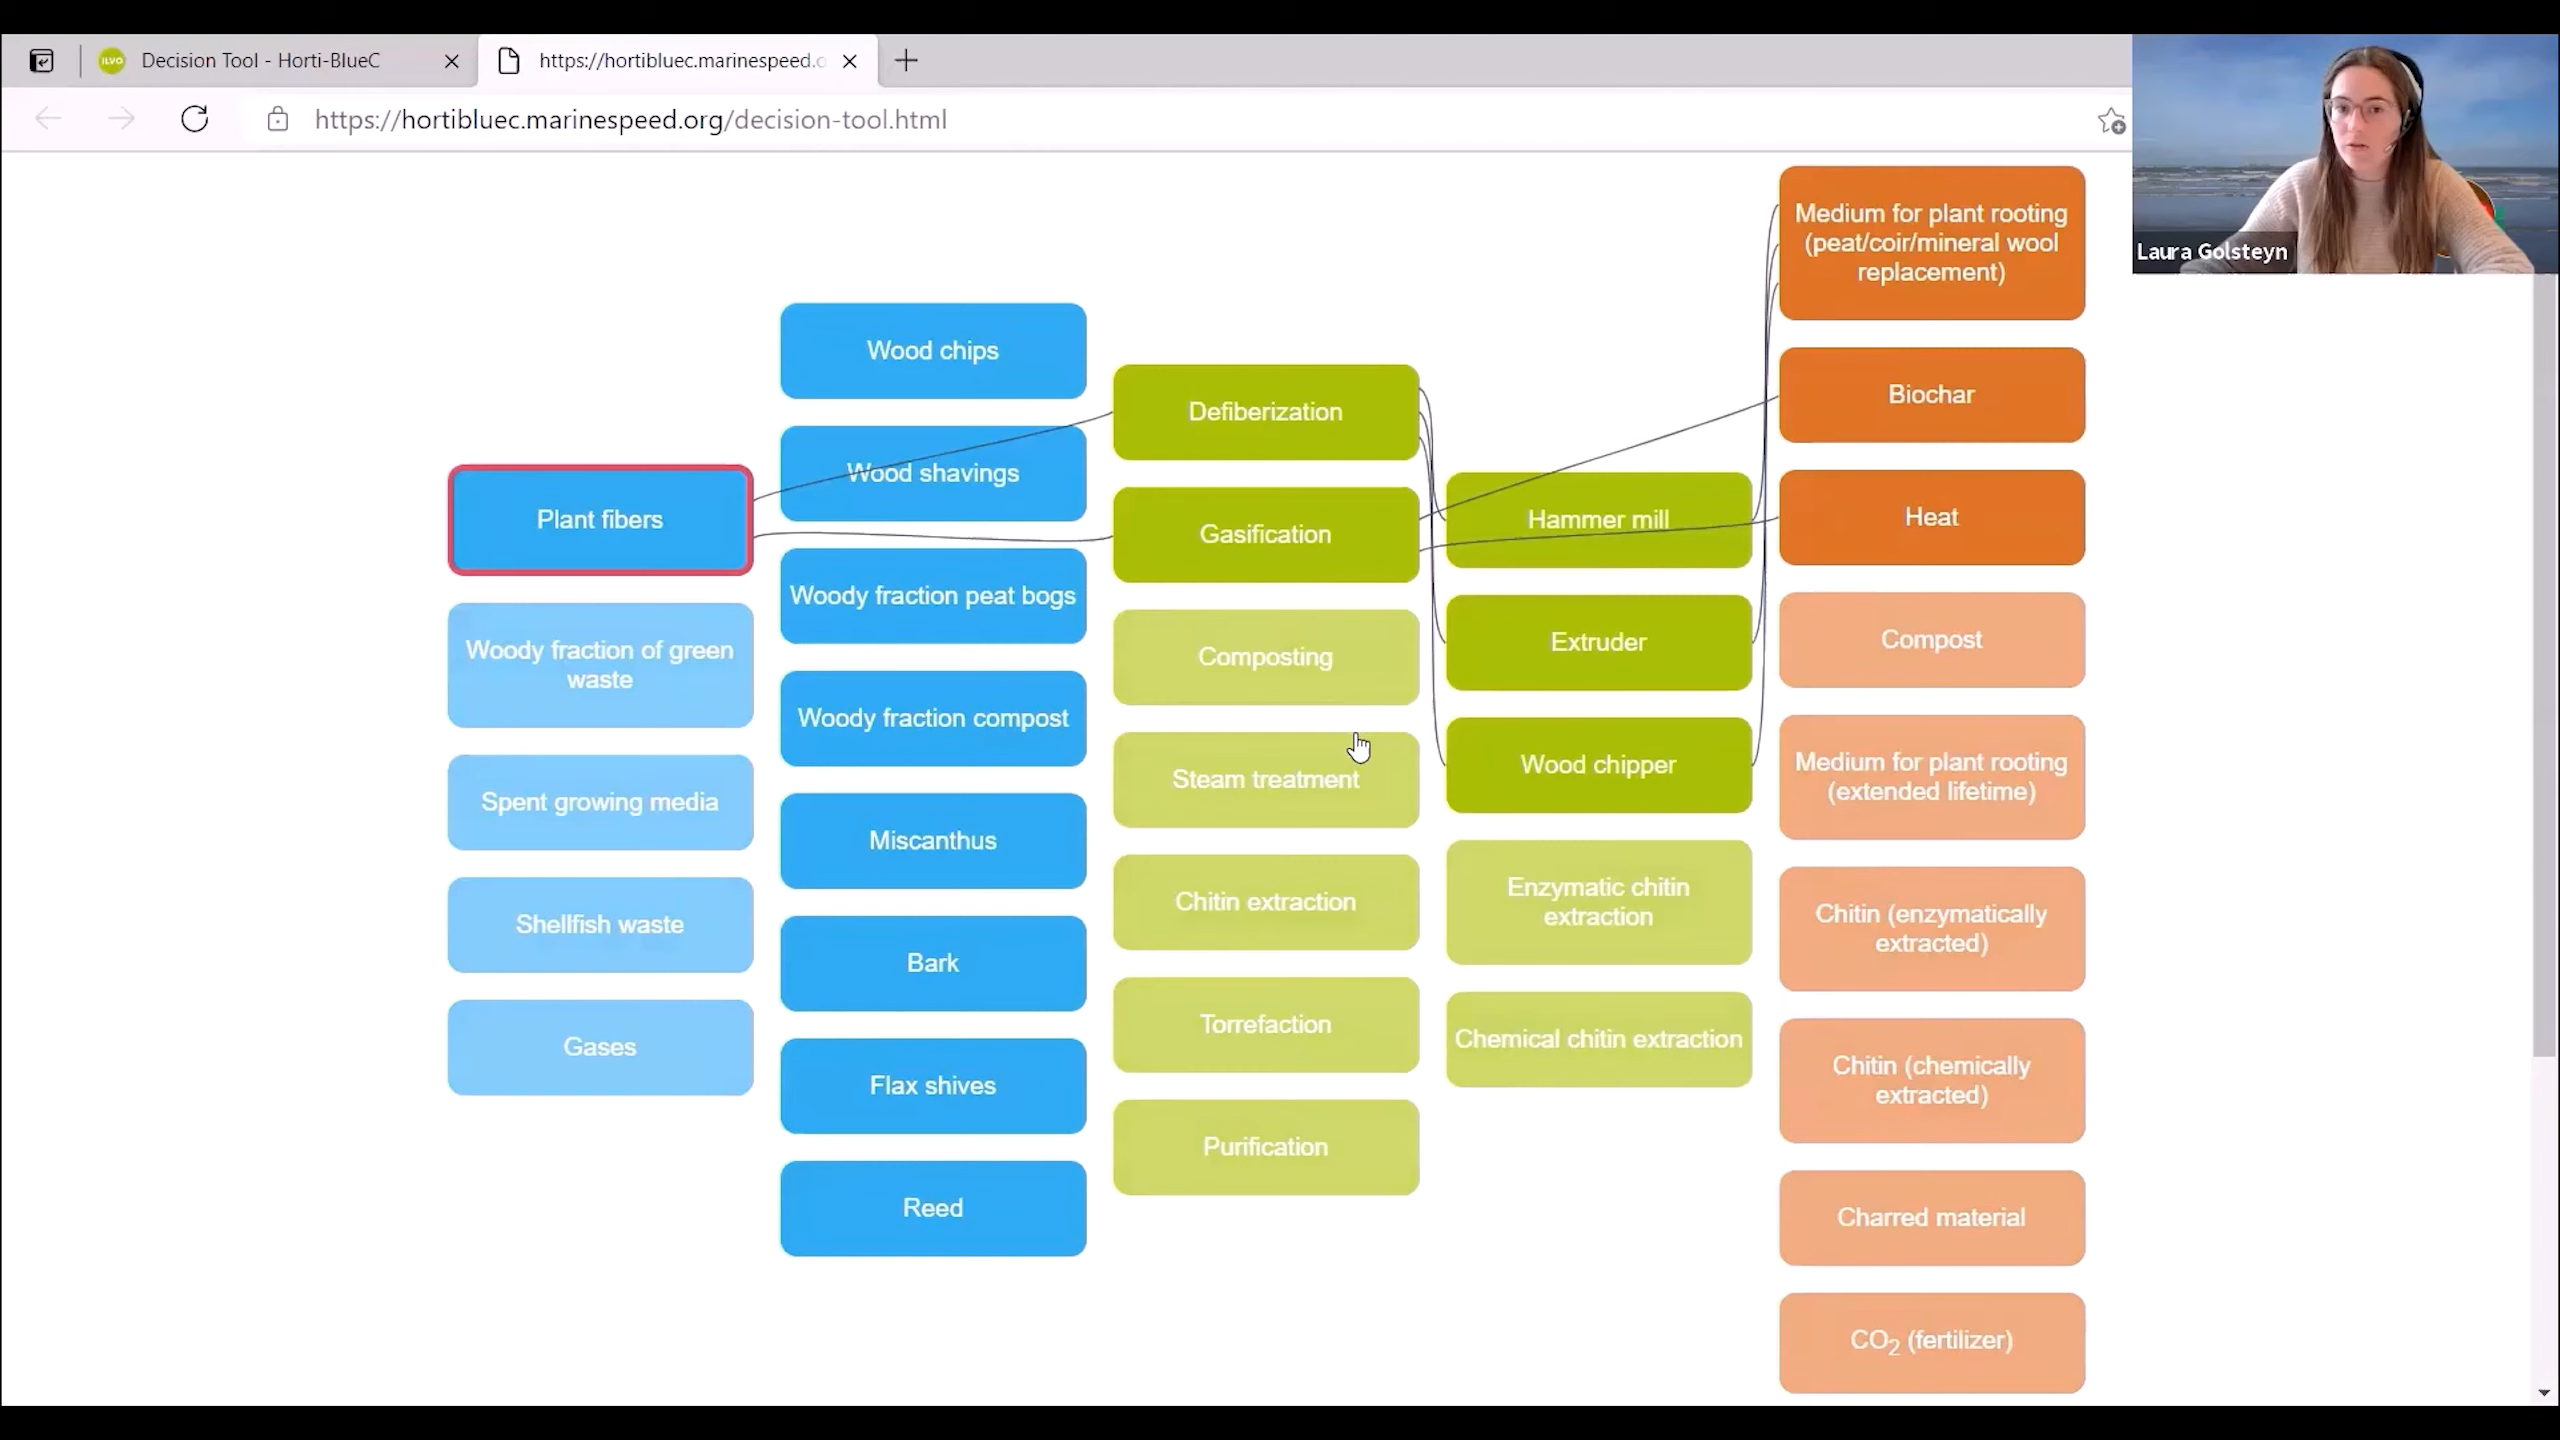 ILVO
Decision Tool - Horti-BlueC
https://hortibluec.marinespeed.o
https://hortibluec.marinespeed.org/decision-tool.html
Laura Golsteyn
Plant fibers
Woody fraction of green
waste
Spent growing media
Shellfish waste
Gases
Wood chips
Wood shavings
Woody fraction peat bogs
Woody fraction compost
Miscanthus
Bark
Flax shives
Reed
Defiberization
Gasification
Composting
Steam treatment
Chitin extraction
Torrefaction
Purification
Hammer mill
Extruder
Wood chipper
Enzymatic chitin
extraction
Chemical chitin extraction
Medium for plant rooting
(peat/coir/mineral wool
replacement)
Biochar
Heat
Compost
Medium for plant rooting
(extended lifetime)
Chitin (enzymatically
extracted)
Chitin (chemically
extracted)
Charred material
CO2 (fertilizer)